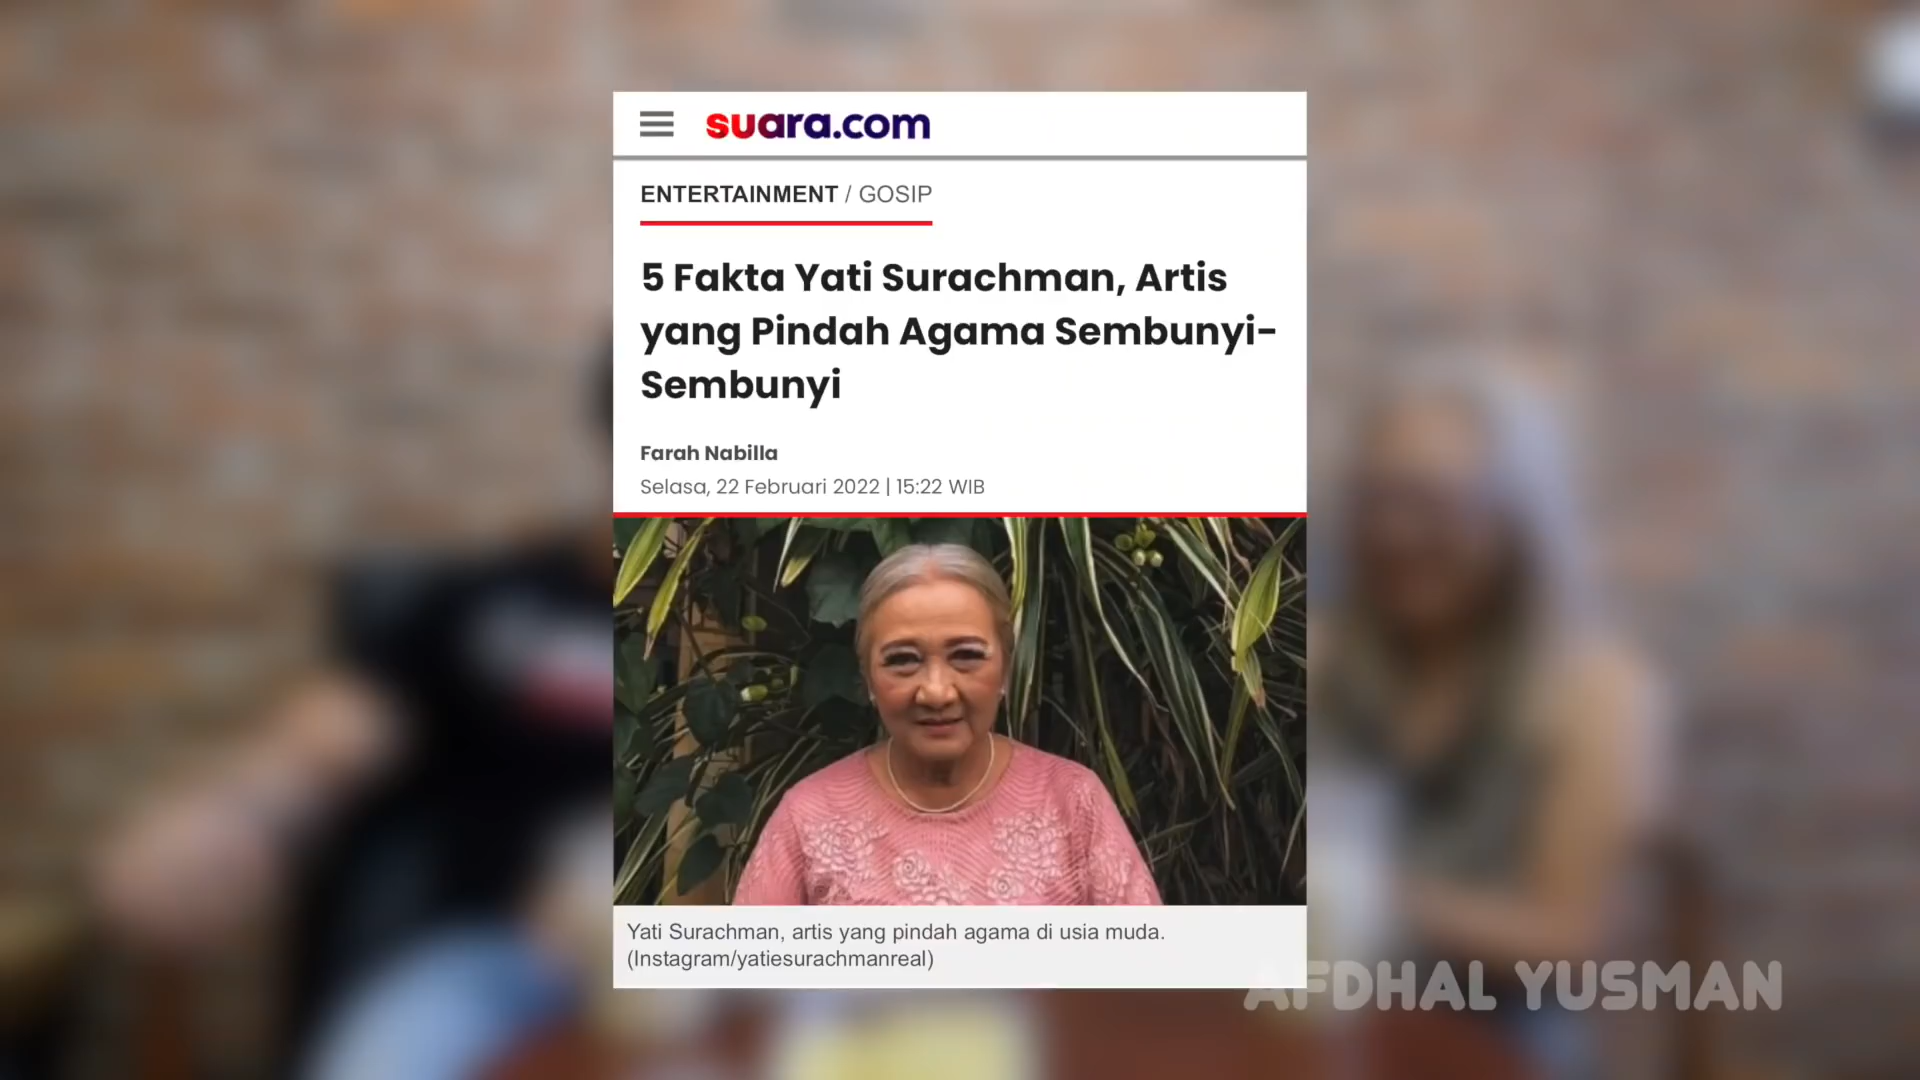 suara.com
ENTERTAINMENT / GOSIP
5 Fakta Yati Surachman, Artis
yang Pindah Agama Sembunyi-
Sembunyi
Farah Nabilla
Selasa, 22 Februari 2022 | 15:22 WIB
Yati Surachman, artis yang pindah agama di usia muda.
(Instagram/yatiesurachmanreal)
AFDHAL YUSMAN